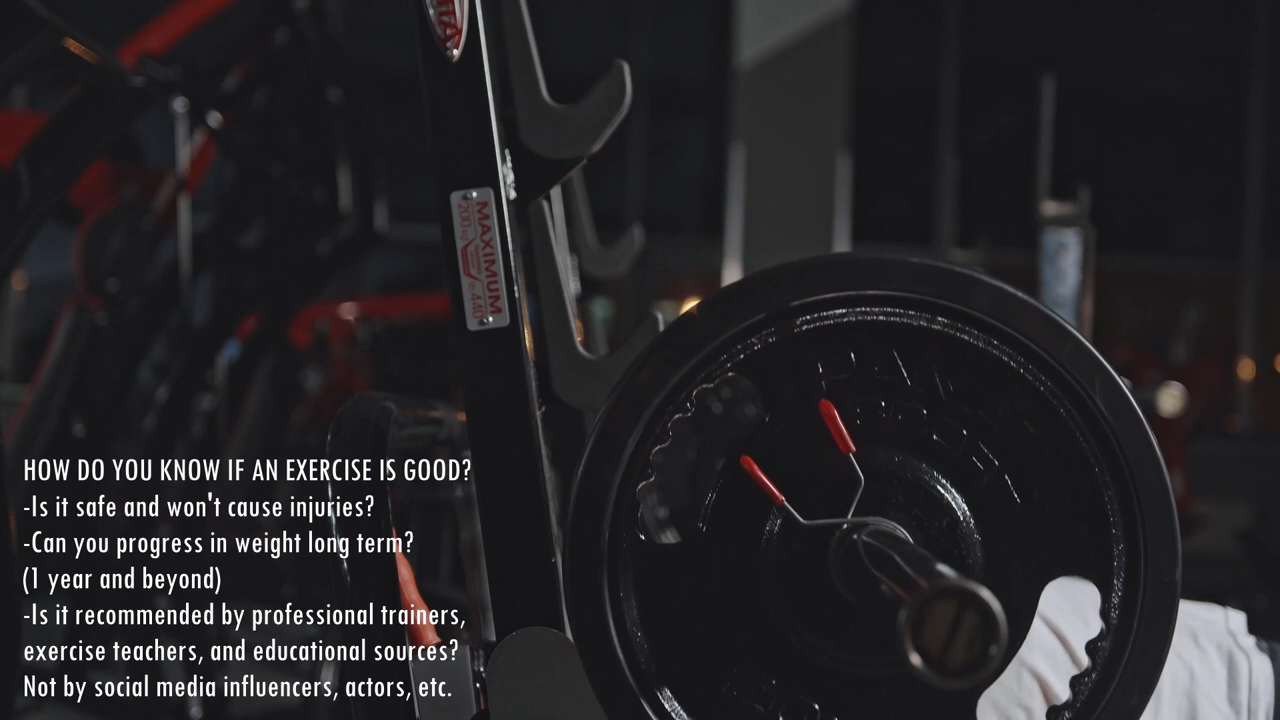 MAXIMUM
200 440
HOW DO YOU KNOW IF AN EXERCISE IS GOOD?
-Is it safe and won't cause injuries?
-Can you progress in weight long term?
(1 year and beyond)
-Is it recommended by professional trainers,
exercise teachers, and educational sources?
Not by social media influencers, actors, etc.